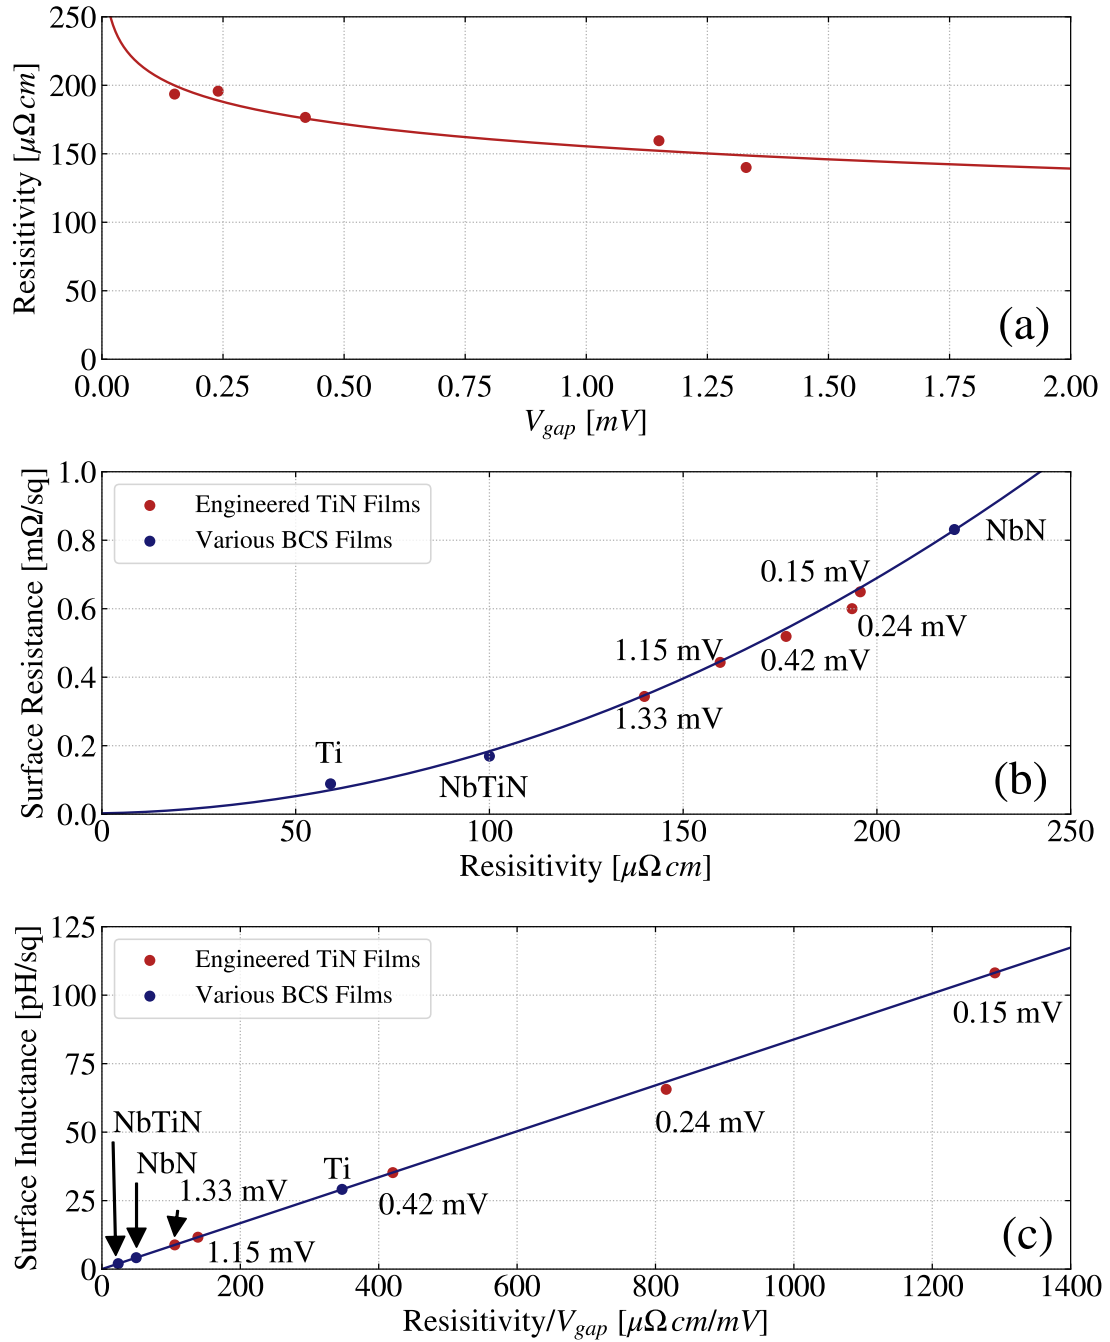 250
200
150
100
50
0
Resisitivity [μΩ cm]
0.00 0.25 0.50 0.75 1.00 1.25 1.50 1.75 2.00
V_gap [mV]
(a)
1.0
0.8
0.6
0.4
0.2
0.0
Surface Resistance [mΩ/sq]
Engineered TiN Films
Various BCS Films
NbN
0.15 mV
0.24 mV
1.15 mV
0.42 mV
1.33 mV
Ti
NbTiN
(b)
0 50 100 150 200 250
Resisitivity [μΩ cm]
125
100
75
50
25
0
Surface Inductance [pH/sq]
Engineered TiN Films
Various BCS Films
0.15 mV
NbTiN
0.24 mV
NbN
Ti
1.33 mV
0.42 mV
1.15 mV
(c)
0 200 400 600 800 1000 1200 1400
Resisitivity/V_gap [μΩ cm/mV]